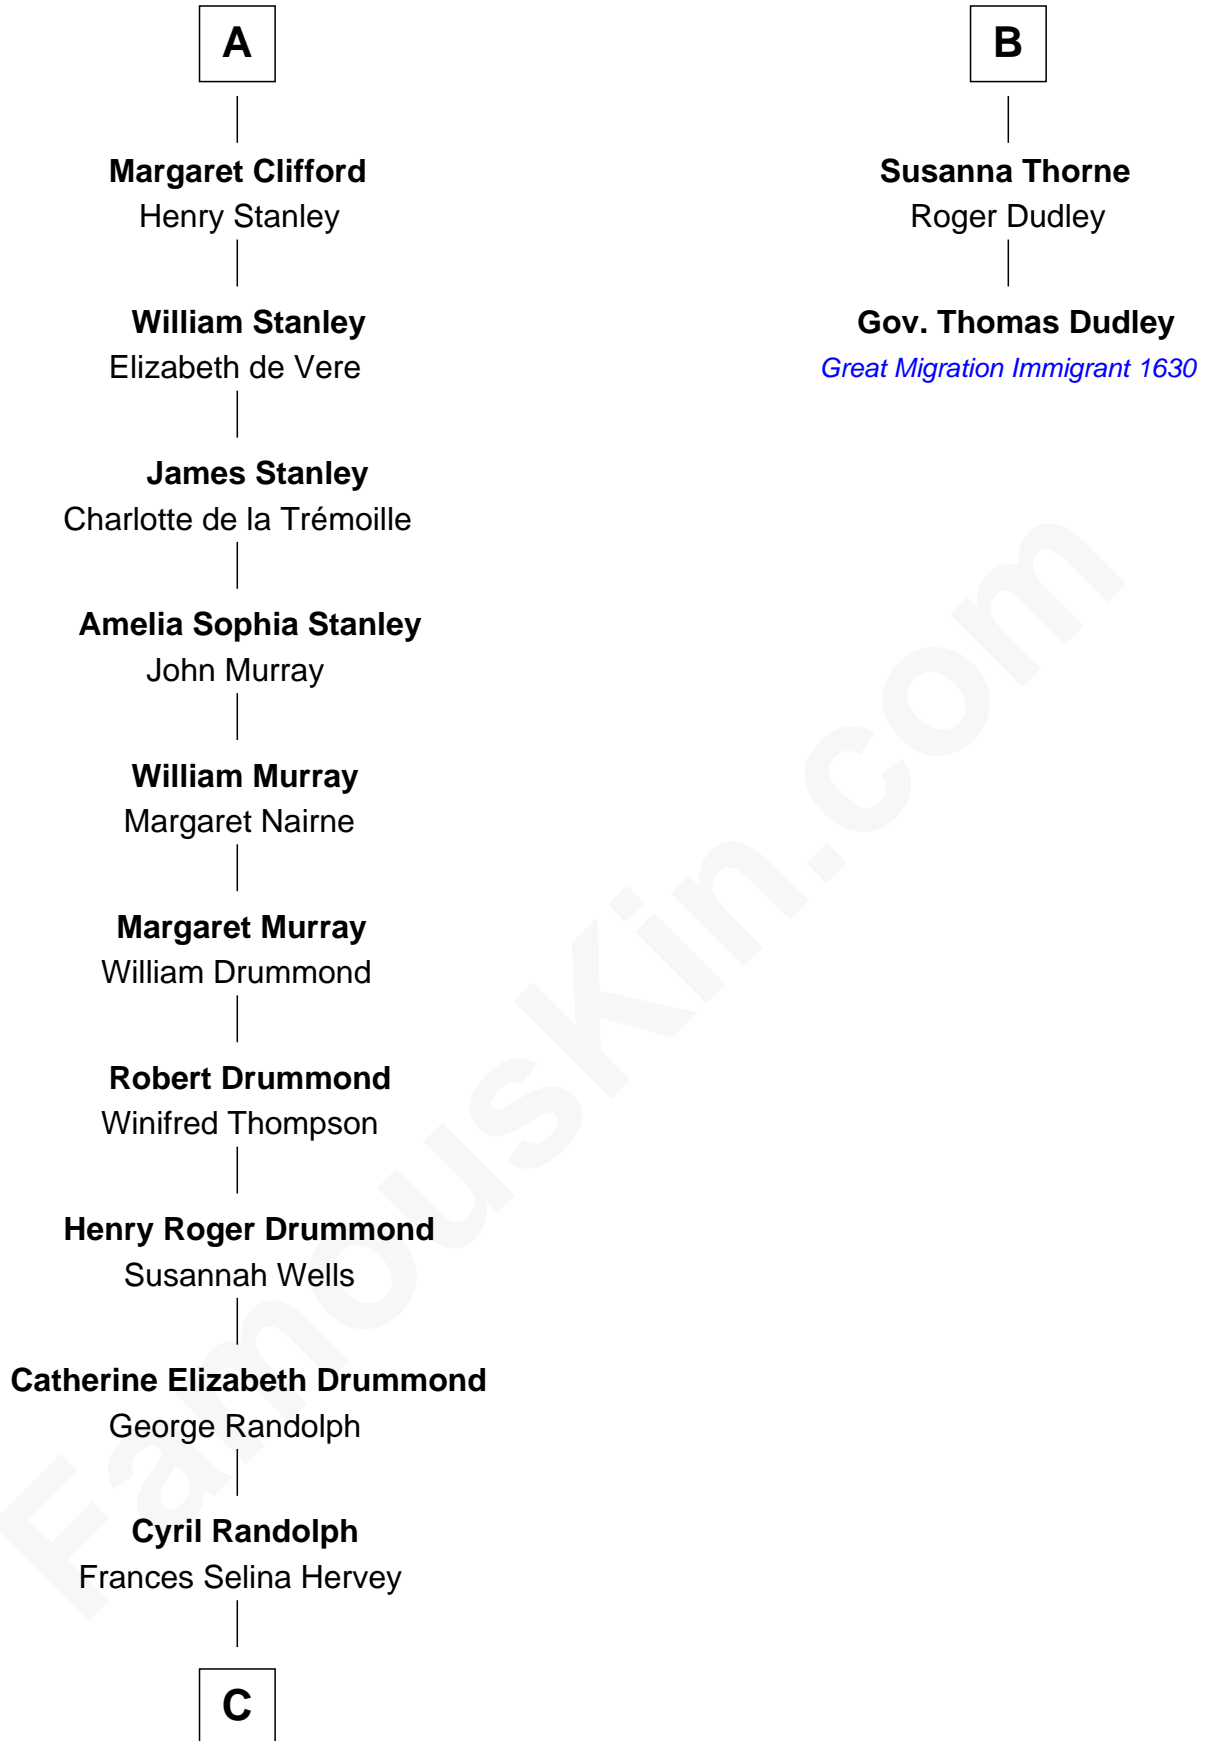 A
Margaret Clifford
Henry Stanley
William Stanley
Elizabeth de Vere
James Stanley
Charlotte de la Trémoille
Amelia Sophia Stanley
John Murray
William Murray
Margaret Nairne
Margaret Murray
William Drummond
Robert Drummond
Winifred Thompson
Henry Roger Drummond
Susannah Wells
Catherine Elizabeth Drummond
George Randolph
Cyril Randolph
Frances Selina Hervey
C
B
Susanna Thorne
Roger Dudley
Gov. Thomas Dudley
Great Migration Immigrant 1630
FamousKin.com